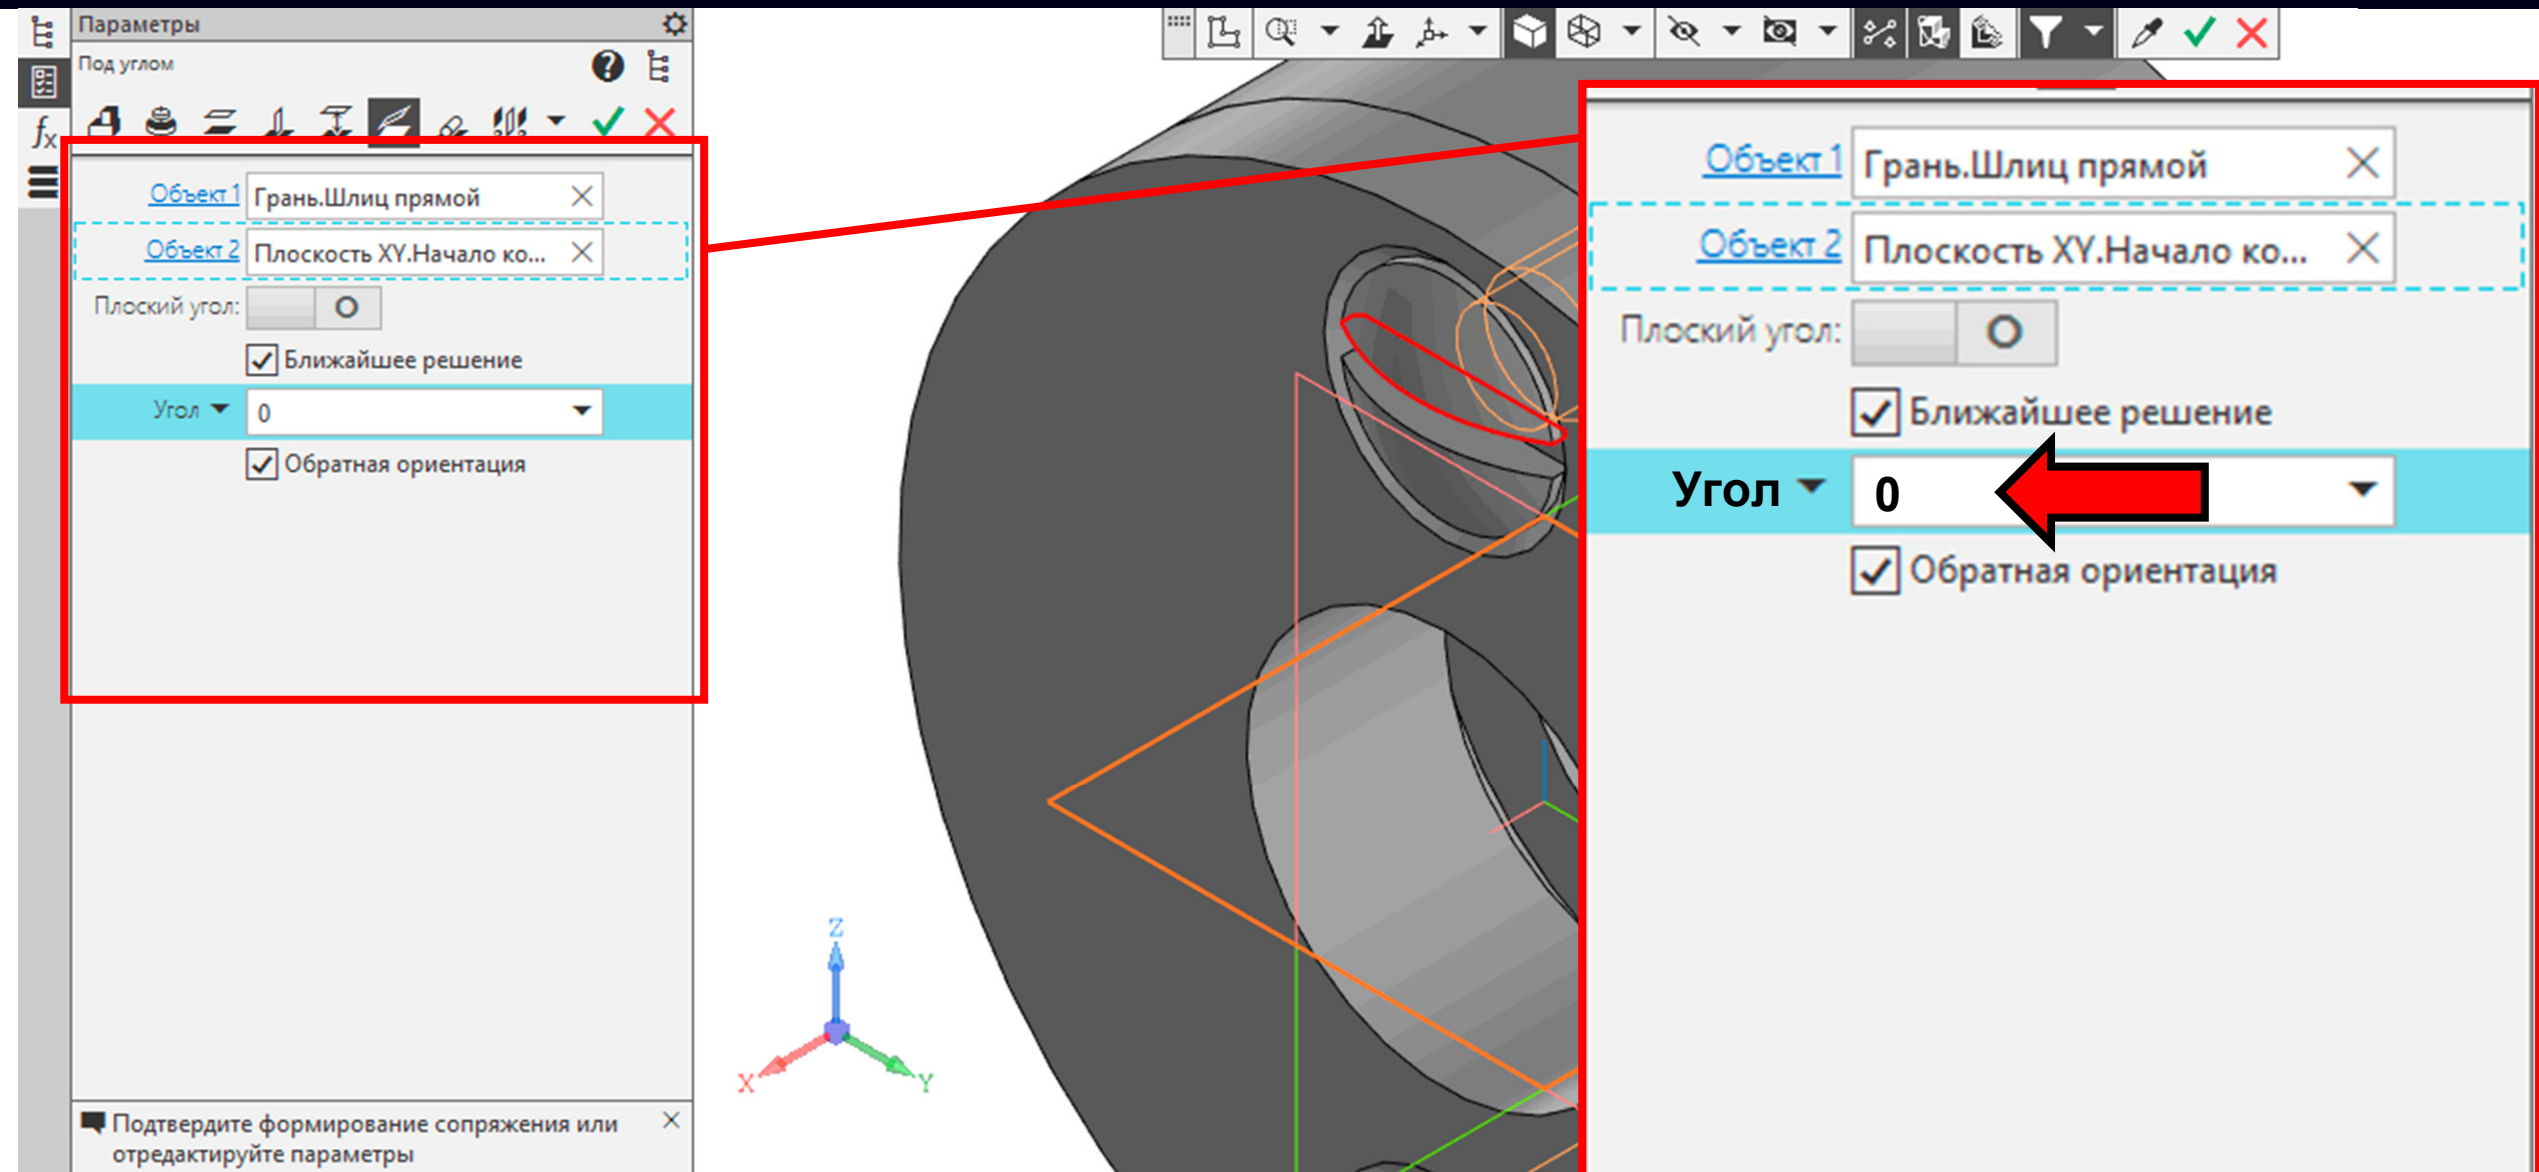 Параметры
Под углом
fx
Объект 1 Грань.Шлиц прямой
Объект 2 Плоскость XY.Начало ко...
Плоский угол:
Ближайшее решение
Угол 0
Обратная ориентация
Подтвердите формирование сопряжения или
отредактируйте параметры
Z
X
Y
Объект 1 Грань.Шлиц прямой
Объект 2 Плоскость XY.Начало ко...
Плоский угол:
Ближайшее решение
Угол 0
Обратная ориентация